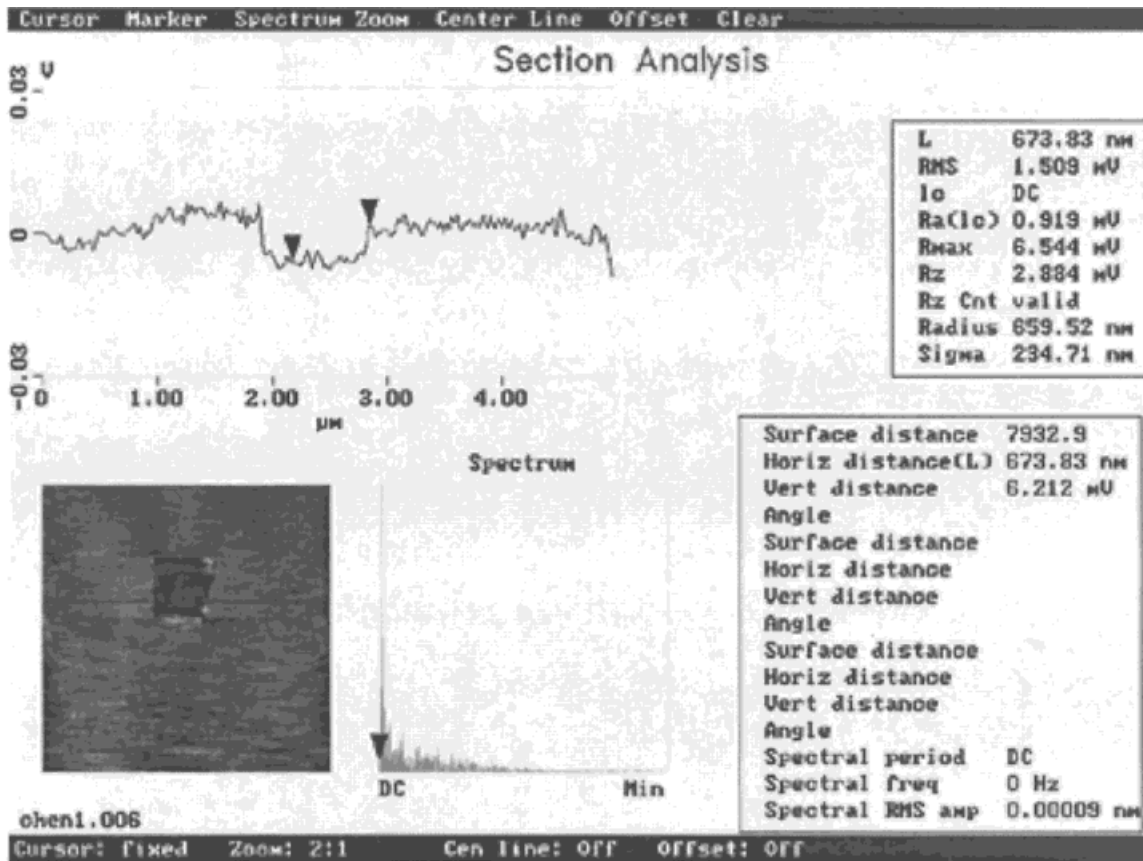 Cursor Marker Spectrum Zoom Center Line Offset Clear
Section Analysis
V
0.03
0
-0.03
0 1.00 2.00 3.00 4.00
µm
L 673.83 nm
RMS 1.509 mV
lc DC
Ra(lc) 0.919 mV
Rmax 6.544 mV
Rz 2.884 mV
Rz Cnt valid
Radius 659.52 nm
Sigma 234.71 nm
Surface distance 7932.9
Horiz distance(L) 673.83 nm
Vert distance 6.212 mV
Angle
Surface distance
Horiz distance
Vert distance
Angle
Surface distance
Horiz distance
Vert distance
Angle
Spectral period DC
Spectral freq 0 Hz
Spectral RMS amp 0.00009 nm
Spectrum
DC Min
chen1.006
Cursor: fixed Zoom: 2:1 Cen line: Off Offset: Off